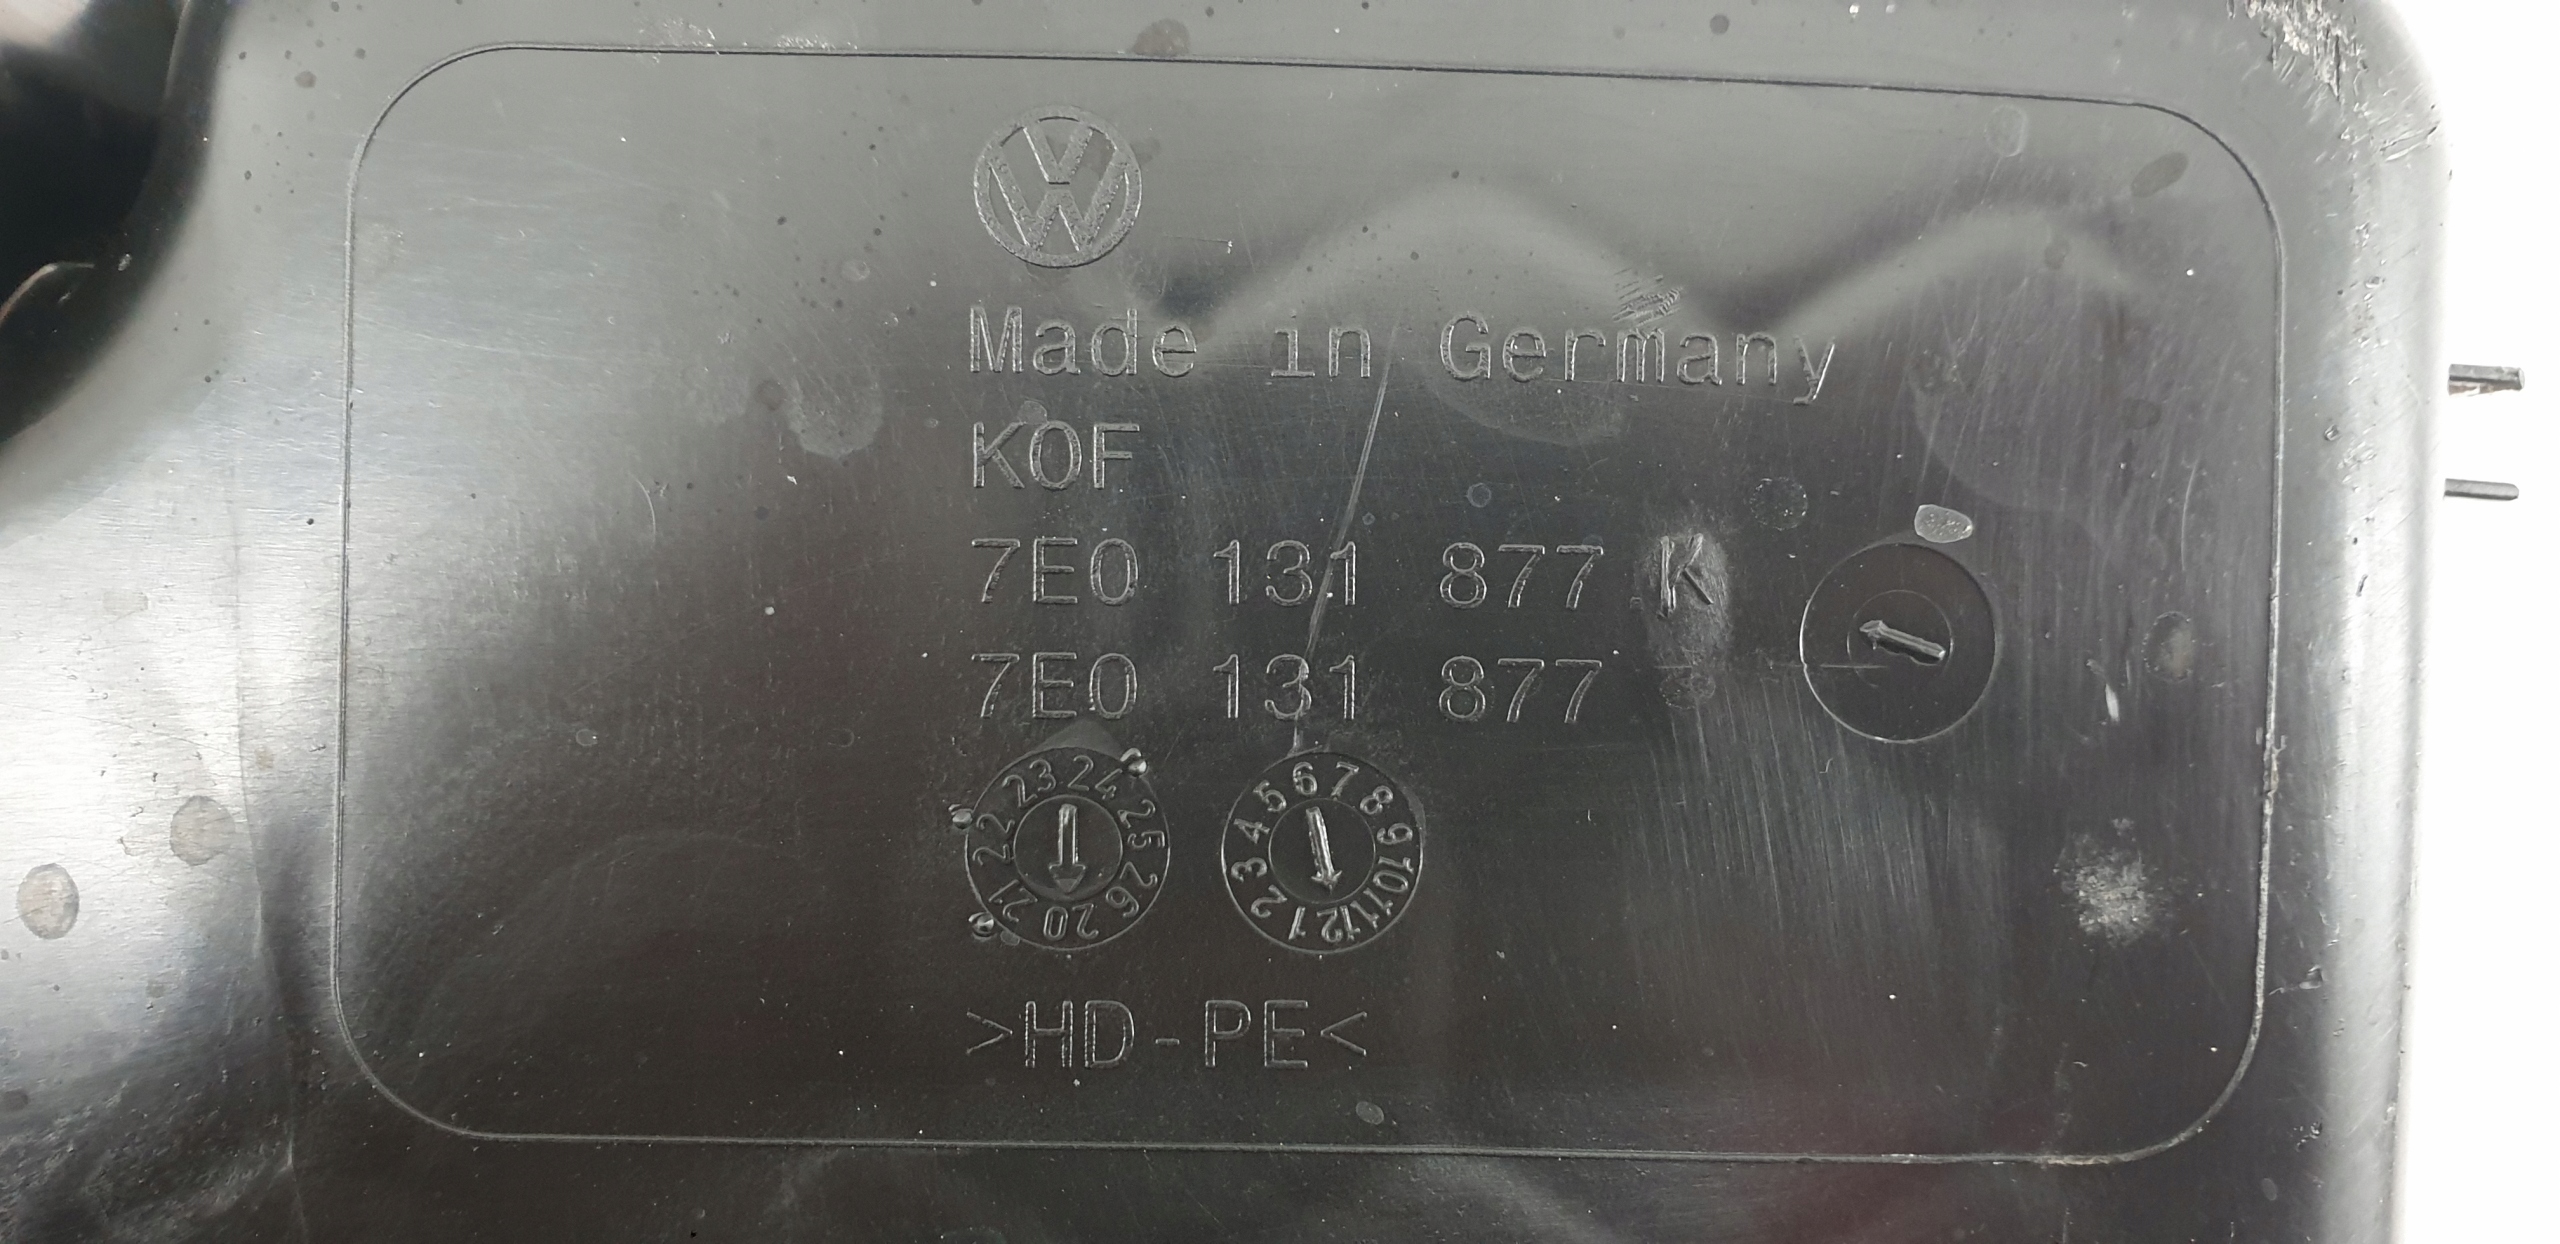 Made in Germany
KOF
7E0 131 877 K
7E0 131 877
20 21 22 23 24 25 26
1 2 3 4 5 6 7 8 9 10 11 12
>HD-PE<